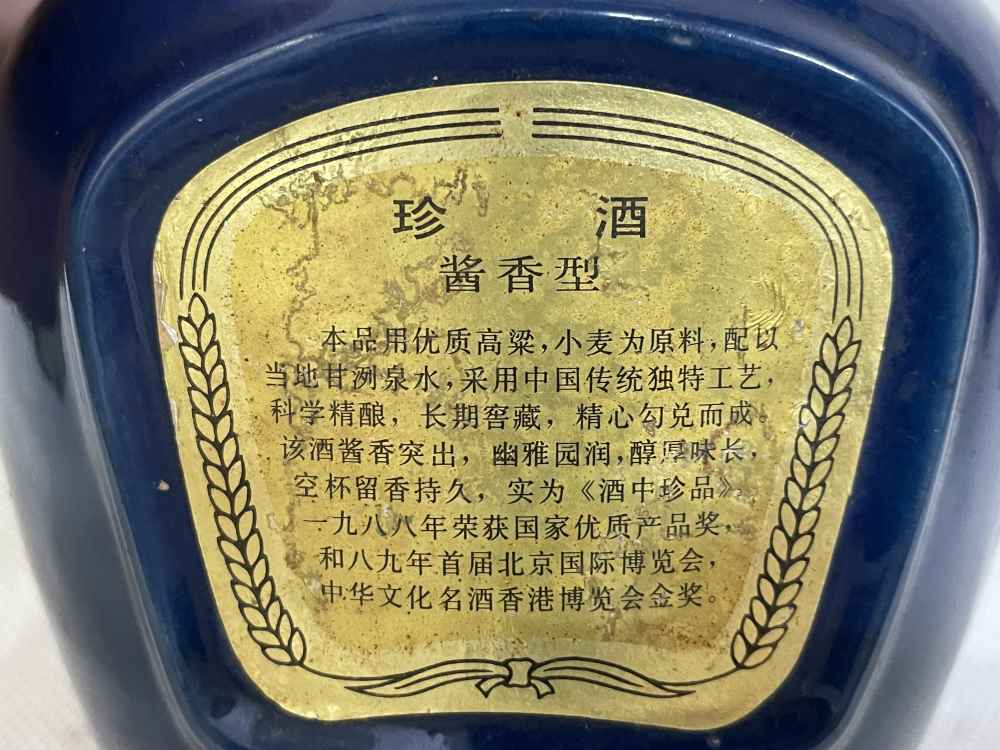 珍 酒
酱香型
本品用优质高粱,小麦为原料,配以
当地甘洌泉水,采用中国传统独特工艺,
科学精酿，长期窖藏，精心勾兑而成。
该酒酱香突出，幽雅园润,醇厚味长,
空杯留香持久，实为《酒中珍品》。
一九八八年荣获国家优质产品奖,
和八九年首届北京国际博览会,
中华文化名酒香港博览会金奖。